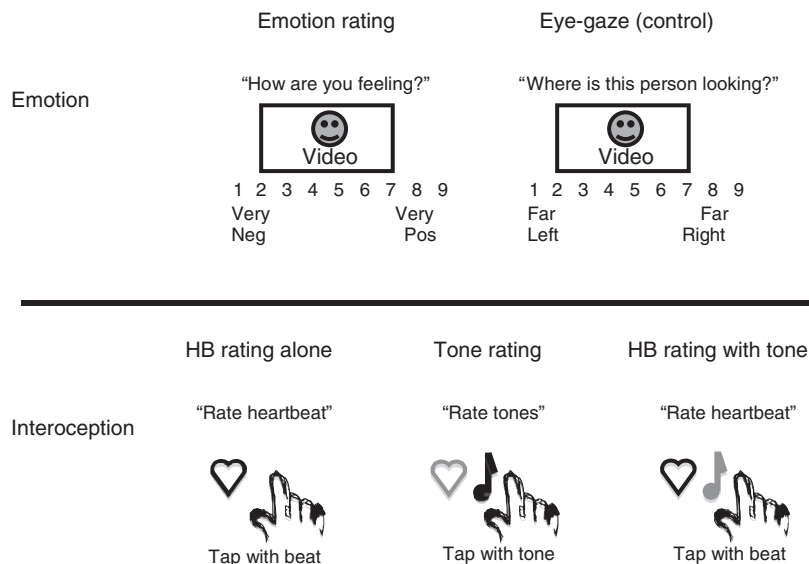 Emotion rating
Eye-gaze (control)
Emotion
“How are you feeling?”
“Where is this person looking?”
Video
Video
1 2 3 4 5 6 7 8 9
1 2 3 4 5 6 7 8 9
Very
Very
Far
Far
Neg
Pos
Left
Right
HB rating alone
Tone rating
HB rating with tone
Interoception
“Rate heartbeat”
“Rate tones”
“Rate heartbeat”
Tap with beat
Tap with tone
Tap with beat